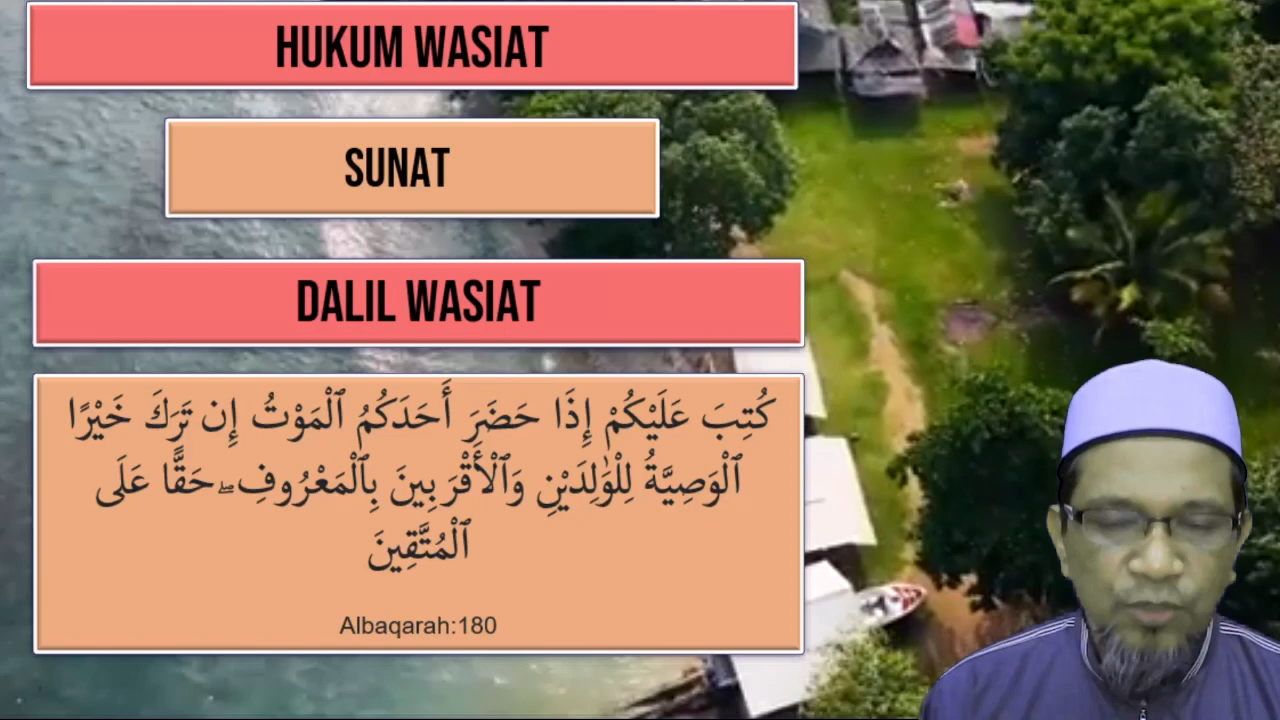 HUKUM WASIAT
SUNAT
DALIL WASIAT
كُتِبَ عَلَيْكُمْ إِذَا حَضَرَ أَحَدَكُمُ ٱلْمَوْتُ إِن تَرَكَ خَيْرًا
ٱلْوَصِيَّةُ لِلْوَٰلِدَيْنِ وَٱلْأَقْرَبِينَ بِٱلْمَعْرُوفِ ۖ حَقًّا عَلَى
ٱلْمُتَّقِينَ
Albaqarah:180